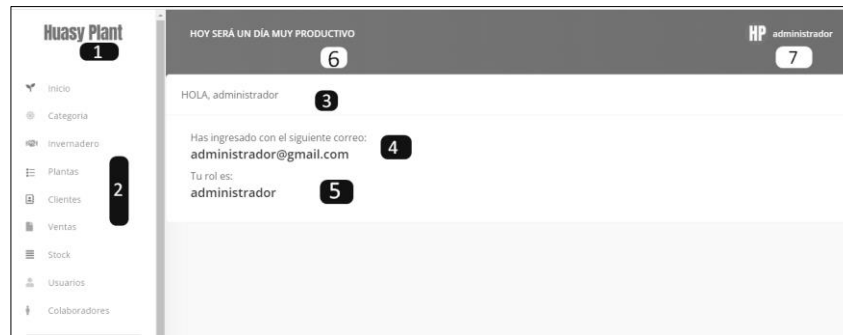 Huasy Plant
1
Inicio
Categoria
Invernadero
Plantas
Clientes
Ventas
Stock
Usuarios
Colaboradores
2
HOY SERÁ UN DÍA MUY PRODUCTIVO
6
HP administrador
7
HOLA, administrador
3
Has ingresado con el siguiente correo:
administrador@gmail.com
4
Tu rol es:
administrador
5